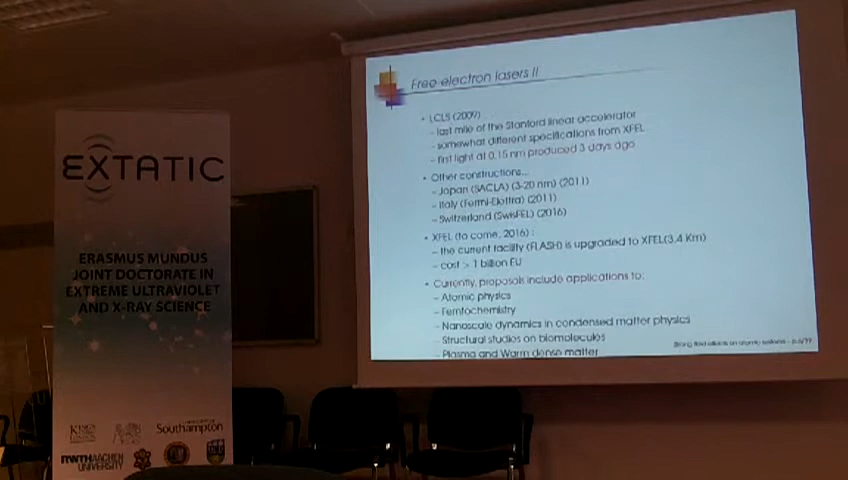 EXTATIC
ERASMUS MUNDUS
JOINT DOCTORATE IN
EXTREME ULTRAVIOLET
AND X-RAY SCIENCE
Southampton
RWTH AACHEN
UNIVERSITY
Free-electron lasers II
• LCLS (2009)
– last mile of the Stanford linear accelerator
– somewhat different specifications from XFEL
– first light at 0.15 nm produced 3 days ago
• Other constructions...
– Japan (SACLA) (3-20 nm) (2011)
– Italy (Fermi-Elettra) (2011)
– Switzerland (SwissFEL) (2016)
• XFEL (to come, 2016) :
– the current facility (FLASH) is upgraded to XFEL(3.4 Km)
– cost > 1 billion EU
• Currently, proposals include applications to:
– Atomic physics
– Femtochemistry
– Nanoscale dynamics in condensed matter physics
– Structural studies on biomolecules
– Plasma and Warm dense matter
Strong field effects on atomic